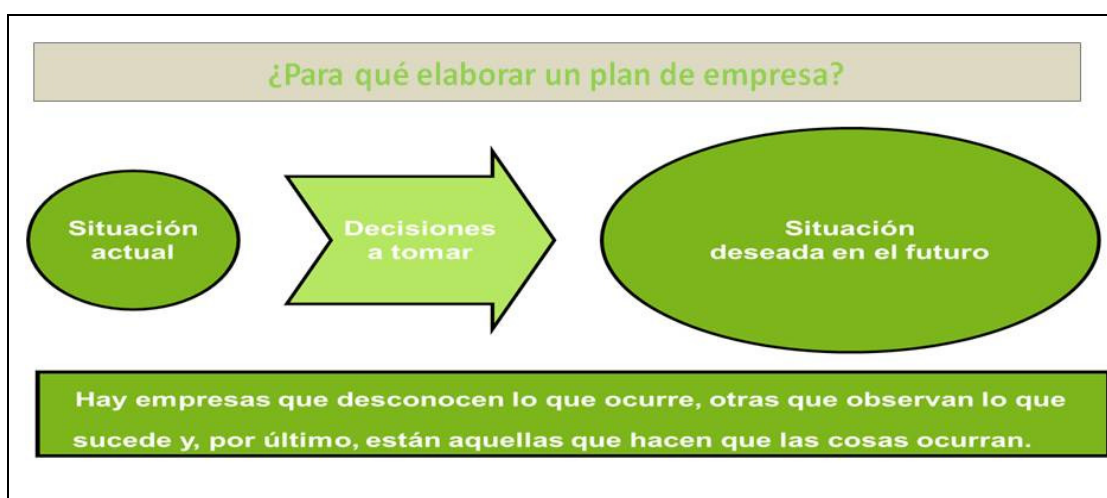 ¿Para qué elaborar un plan de empresa?
Situación
actual
Decisiones
a tomar
Situación
deseada en el futuro
Hay empresas que desconocen lo que ocurre, otras que observan lo que
sucede y, por último, están aquellas que hacen que las cosas ocurran.